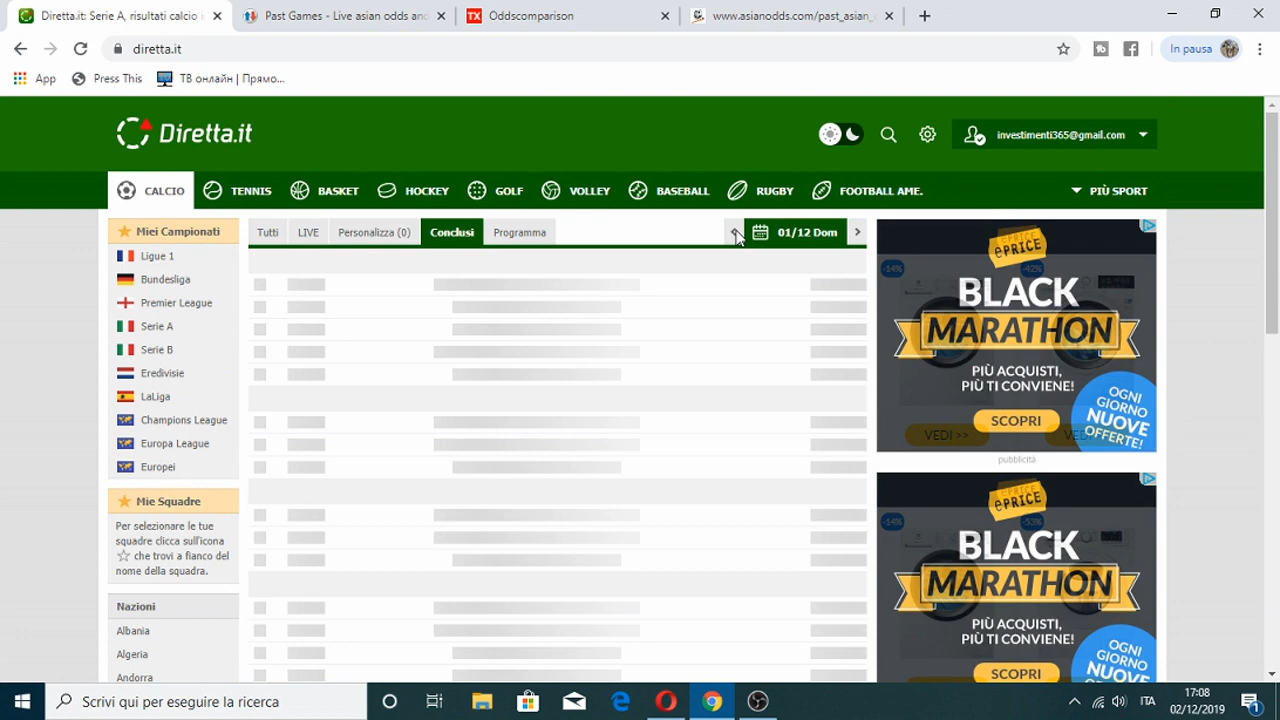 Diretta.it: Serie A, risultati calcio i
Past Games - Live asian odds and
TX Oddscomparison
www.asianodds.com/past_asian_
diretta.it
In pausa
App
Press This
ТВ онлайн | Прямо...
Diretta.it
investimenti365@gmail.com
CALCIO
TENNIS
BASKET
HOCKEY
GOLF
VOLLEY
BASEBALL
RUGBY
FOOTBALL AME.
PIÙ SPORT
Miei Campionati
Tutti
LIVE
Personalizza (0)
Conclusi
Programma
01/12 Dom
Ligue 1
Bundesliga
Premier League
Serie A
Serie B
Eredivisie
LaLiga
Champions League
Europa League
Europei
Mie Squadre
Per selezionare le tue
squadre clicca sull'icona
che trovi a fianco del
nome della squadra.
Nazioni
Albania
Algeria
Andorra
ePRICE
-14%
-42%
BLACK
MARATHON
PIÙ ACQUISTI,
PIÙ TI CONVIENE!
SCOPRI
OGNI
GIORNO
NUOVE
OFFERTE!
VEDI >>
pubblicità
ePRICE
-14%
-53%
BLACK
MARATHON
PIÙ ACQUISTI,
PIÙ TI CONVIENE!
SCOPRI
OGNI
GIORNO
NUOVE
Scrivi qui per eseguire la ricerca
ITA
17:08
02/12/2019
1